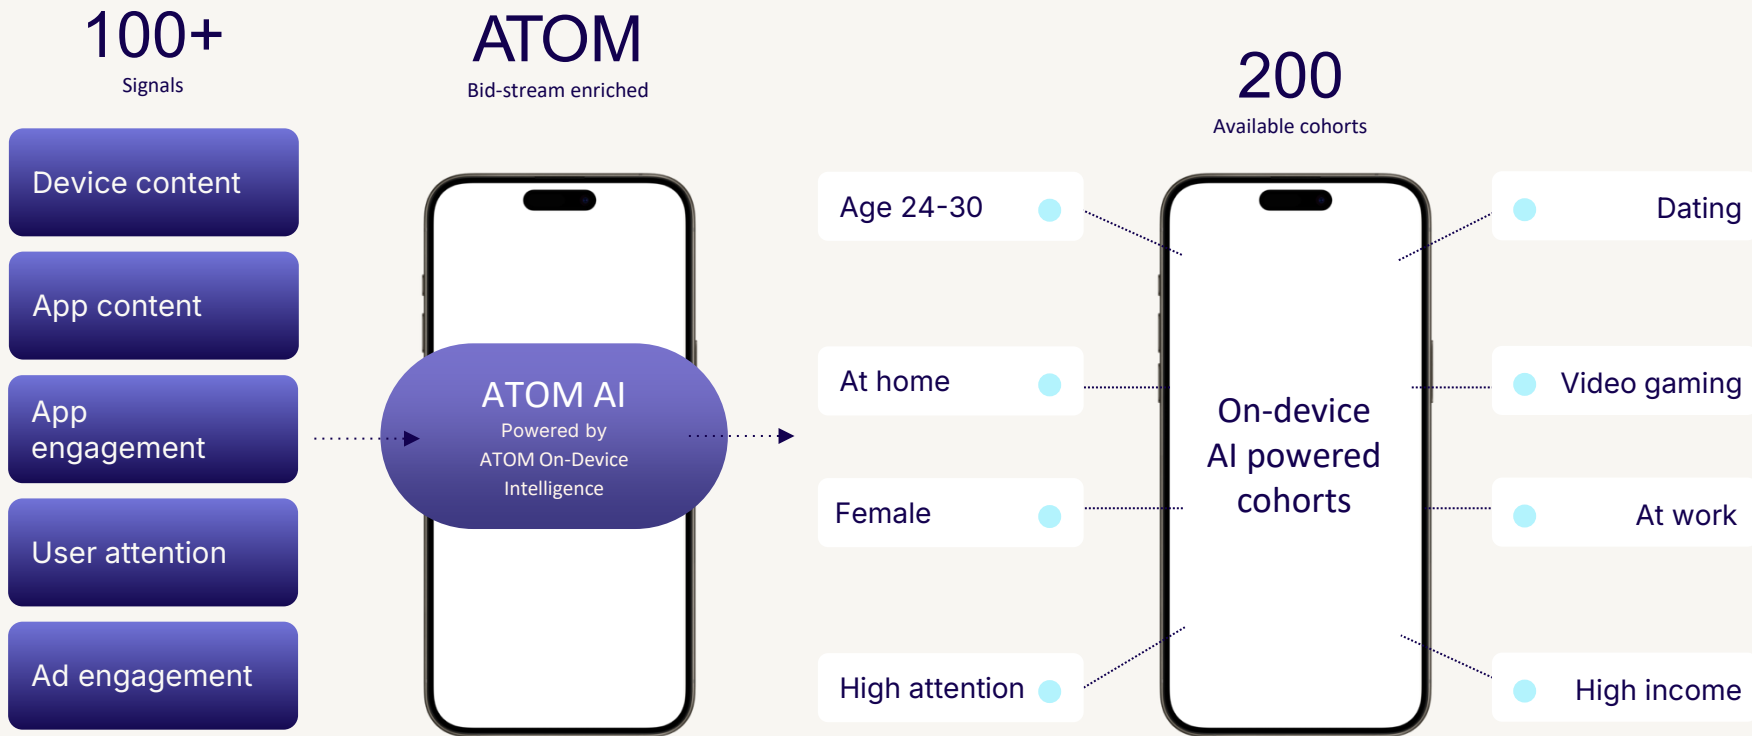 100+
Signals
Device content
App content
App
engagement
User attention
Ad engagement
ATOM
Bid-stream enriched
ATOM AI
Powered by
ATOM On-Device
Intelligence
200
Available cohorts
Age 24-30
At home
Female
High attention
On-device
AI powered
cohorts
Dating
Video gaming
At work
High income